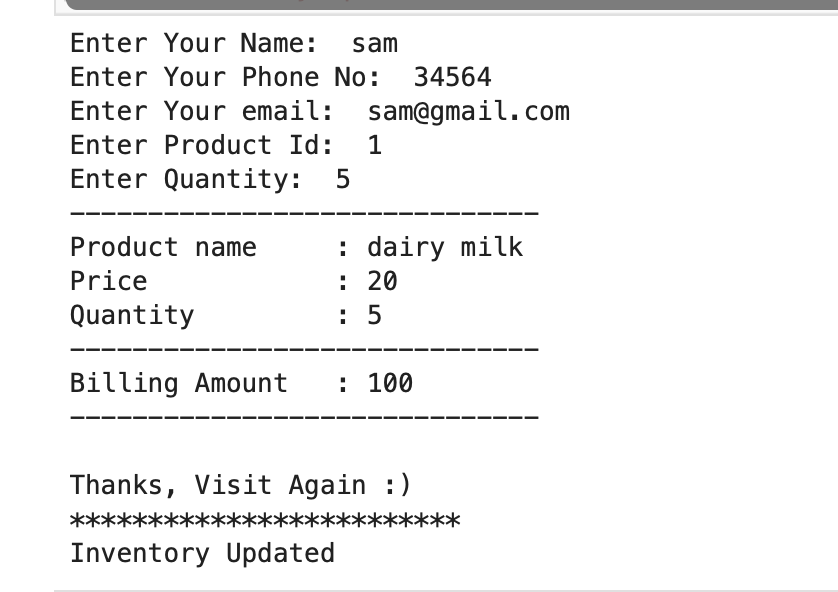 Enter Your Name:  sam
Enter Your Phone No:  34564
Enter Your email:  sam@gmail.com
Enter Product Id:  1
Enter Quantity:  5
------------------------------
Product name     : dairy milk
Price            : 20
Quantity         : 5
------------------------------
Billing Amount   : 100
------------------------------

Thanks, Visit Again :)
*************************
Inventory Updated